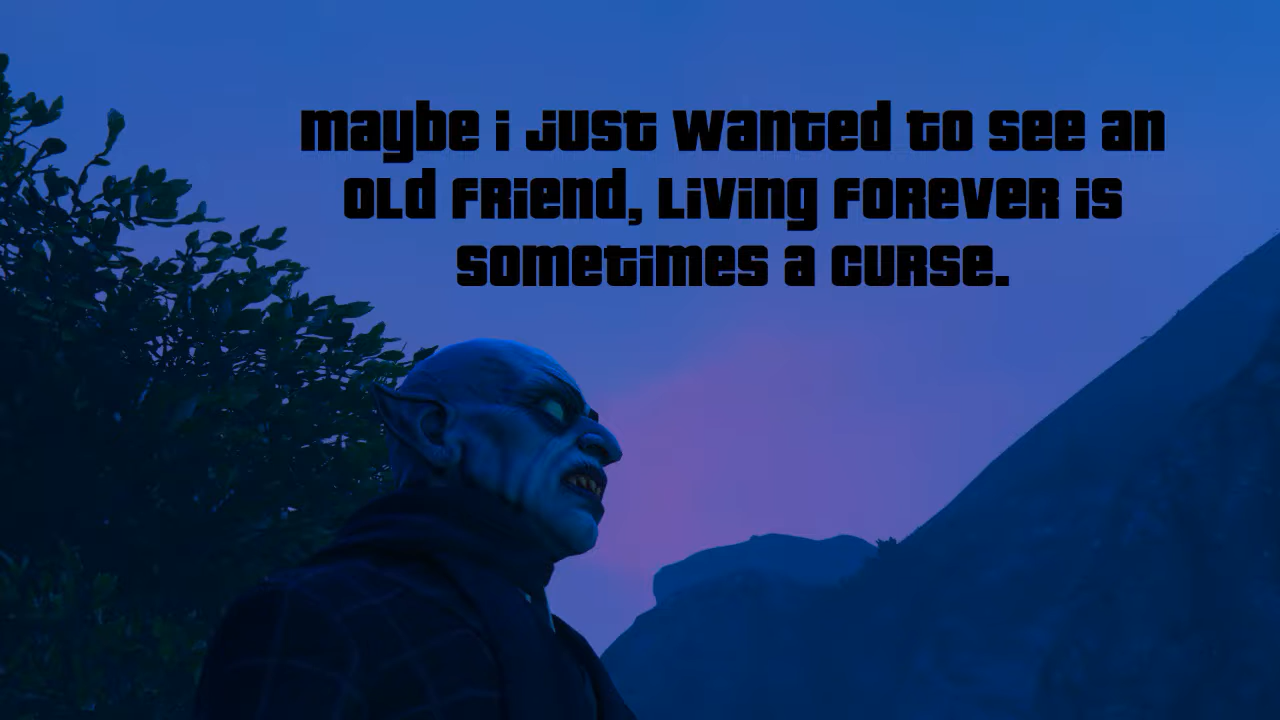 maybe i just wanted to see an
old friend, living forever is
sometimes a curse.